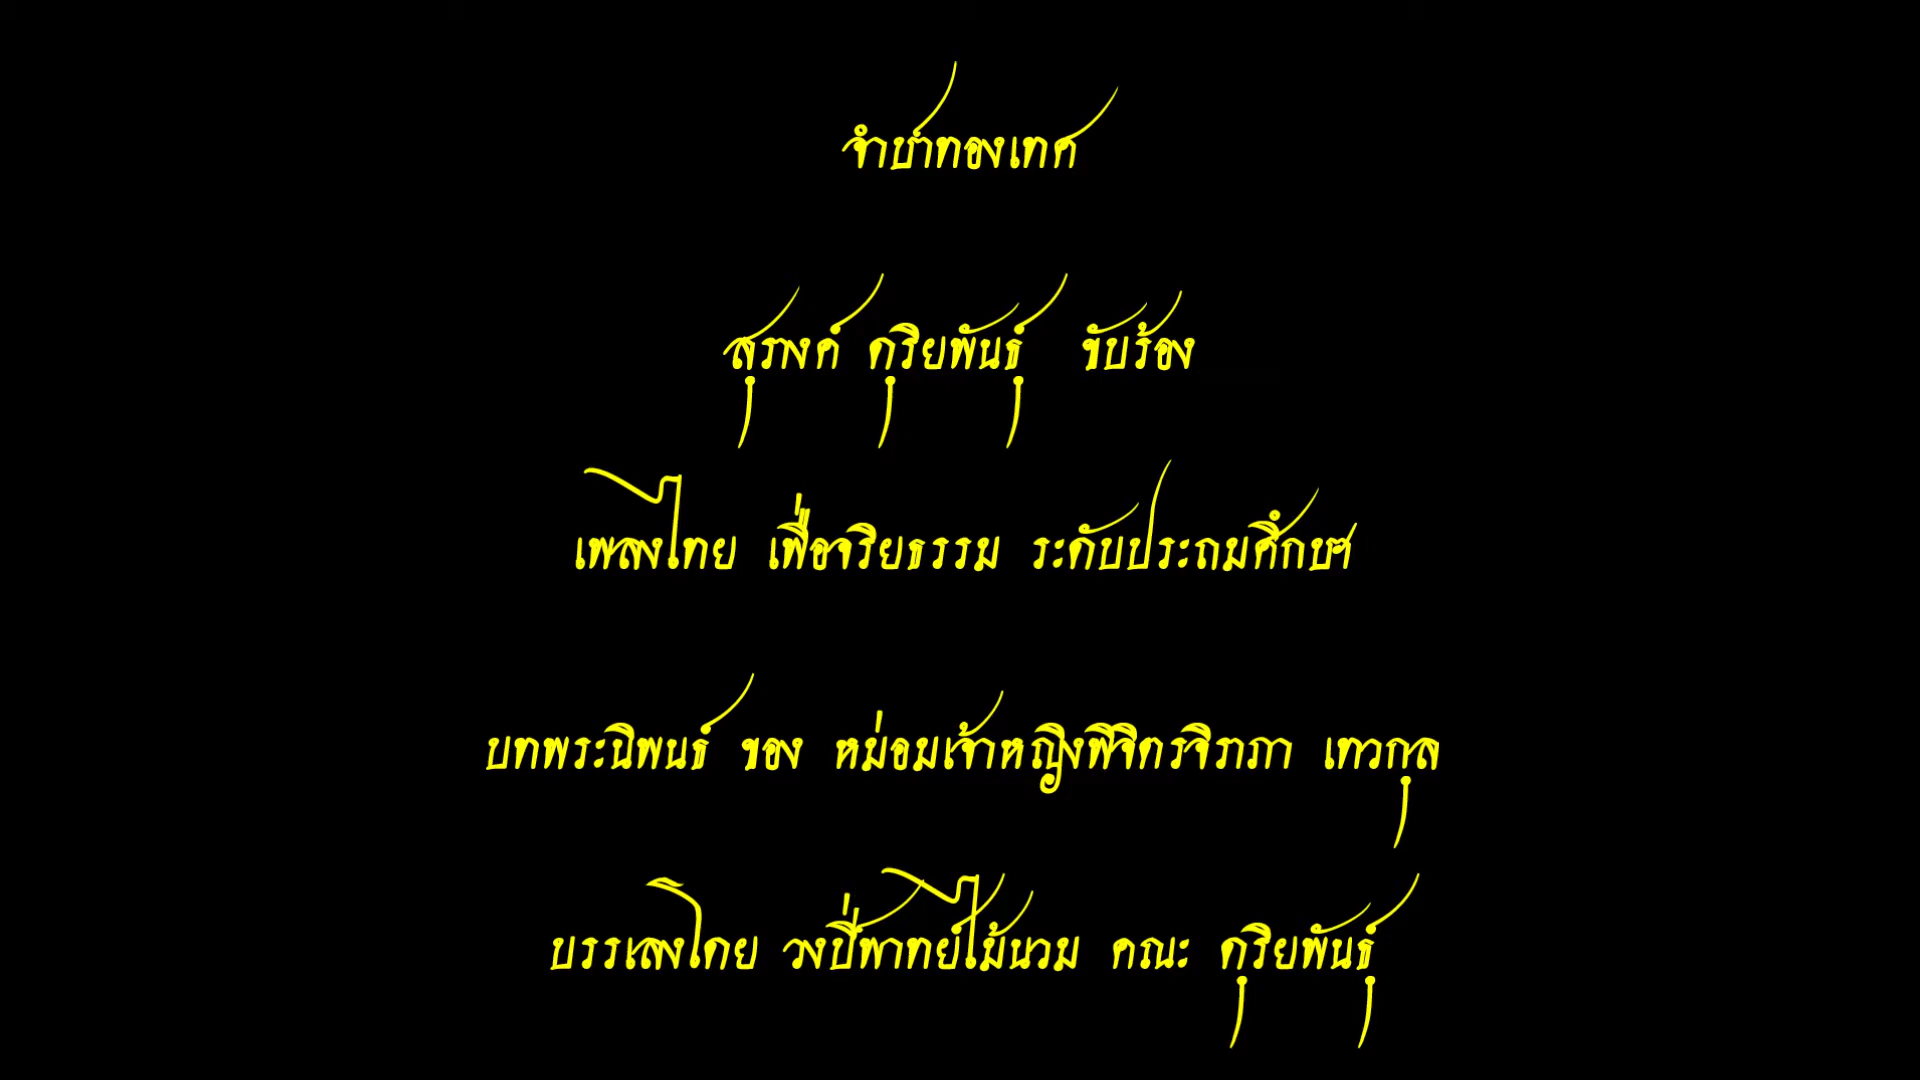 จำปาทองเทศ
สุรางค์ ดุริยพันธุ์ ขับร้อง
เพลงไทย เพื่อจริยธรรม ระดับประถมศึกษา
บทพระนิพนธ์ ของ หม่อมเจ้าหญิงพิจิตรจิราภา เทวกุล
บรรเลงโดย วงปี่พาทย์ไม้นวม คณะ ดุริยพันธุ์